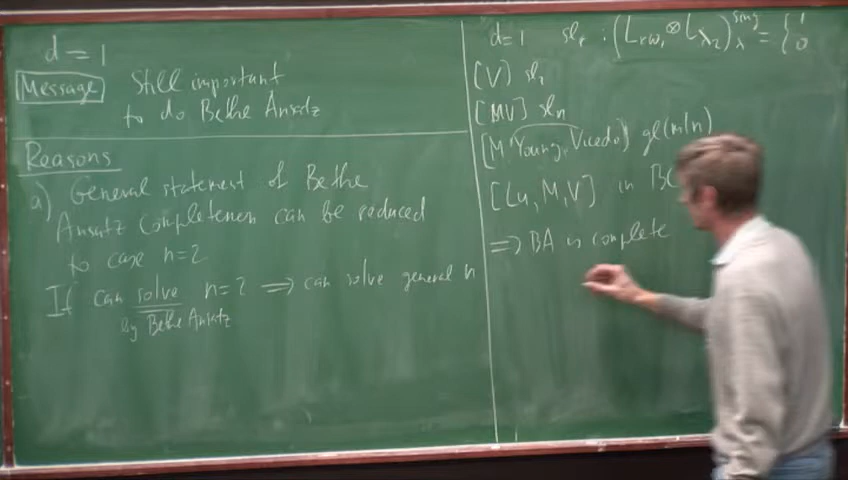 d=1
Message Still important
to do Bethe Ansatz
Reasons
a) General statement of Bethe
Ansatz completeness can be reduced
to case n=2
If can solve n=2 ⟹ can solve general n
by Bethe Ansatz
d=1 sl_r : (L_{rω_1} ⊗ L_{λ_2})_λ^{sing} = { 1 0
[V] sl_2
[MV] sl_n
[M, Young, Vicedo] gl(m|n)
[Lu, M, V] in BC
⟹ BA is complete